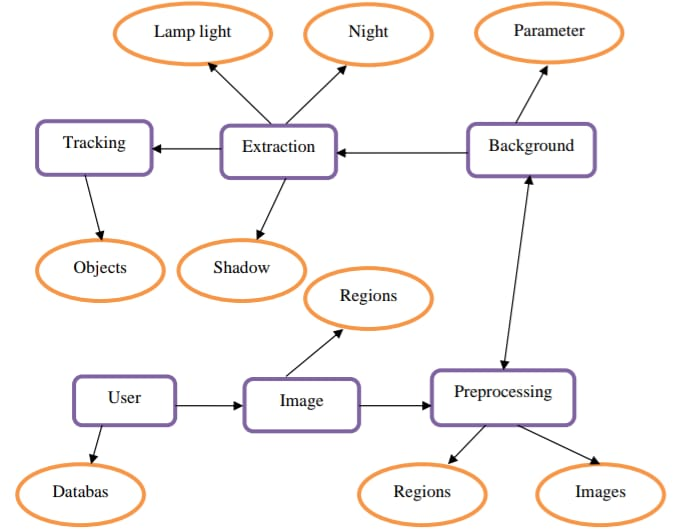 Lamp light
Night
Parameter
Tracking
Extraction
Background
Objects
Shadow
Regions
User
Image
Preprocessing
Databas
Regions
Images